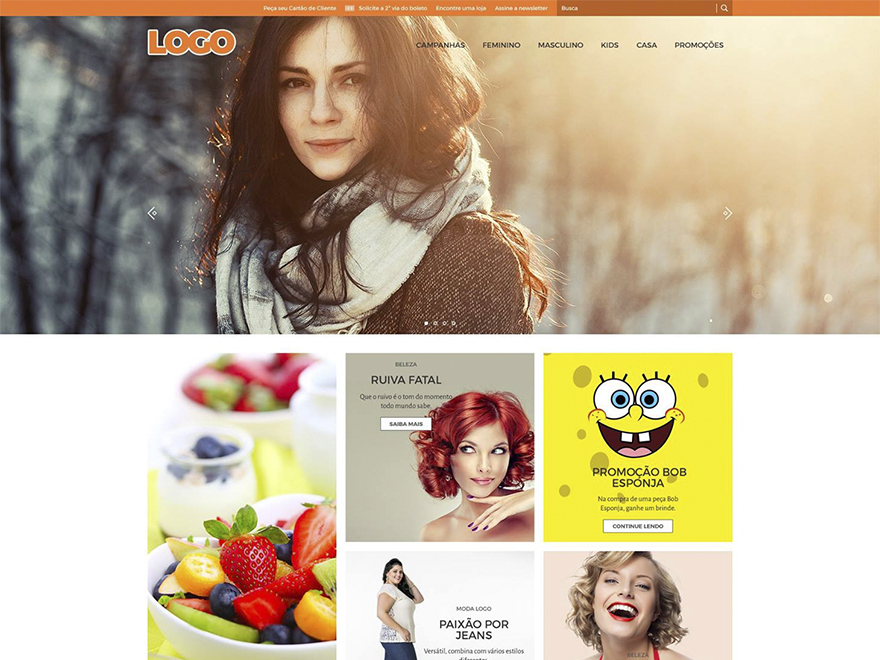 Peça seu Cartão de Cliente
Solicite a 2ª via do boleto
Encontre uma loja
Assine a newsletter
Busca
LOGO
CAMPANHAS
FEMININO
MASCULINO
KIDS
CASA
PROMOÇÕES
BELEZA
RUIVA FATAL
Que o ruivo é o tom do momento,
todo mundo sabe.
SAIBA MAIS
PROMOÇÃO BOB
ESPONJA
Na compra de uma peça Bob
Esponja, ganhe um brinde.
CONTINUE LENDO
MODA LOGO
PAIXÃO POR
JEANS
Versátil, combina com vários estilos
diferentes
BELEZA